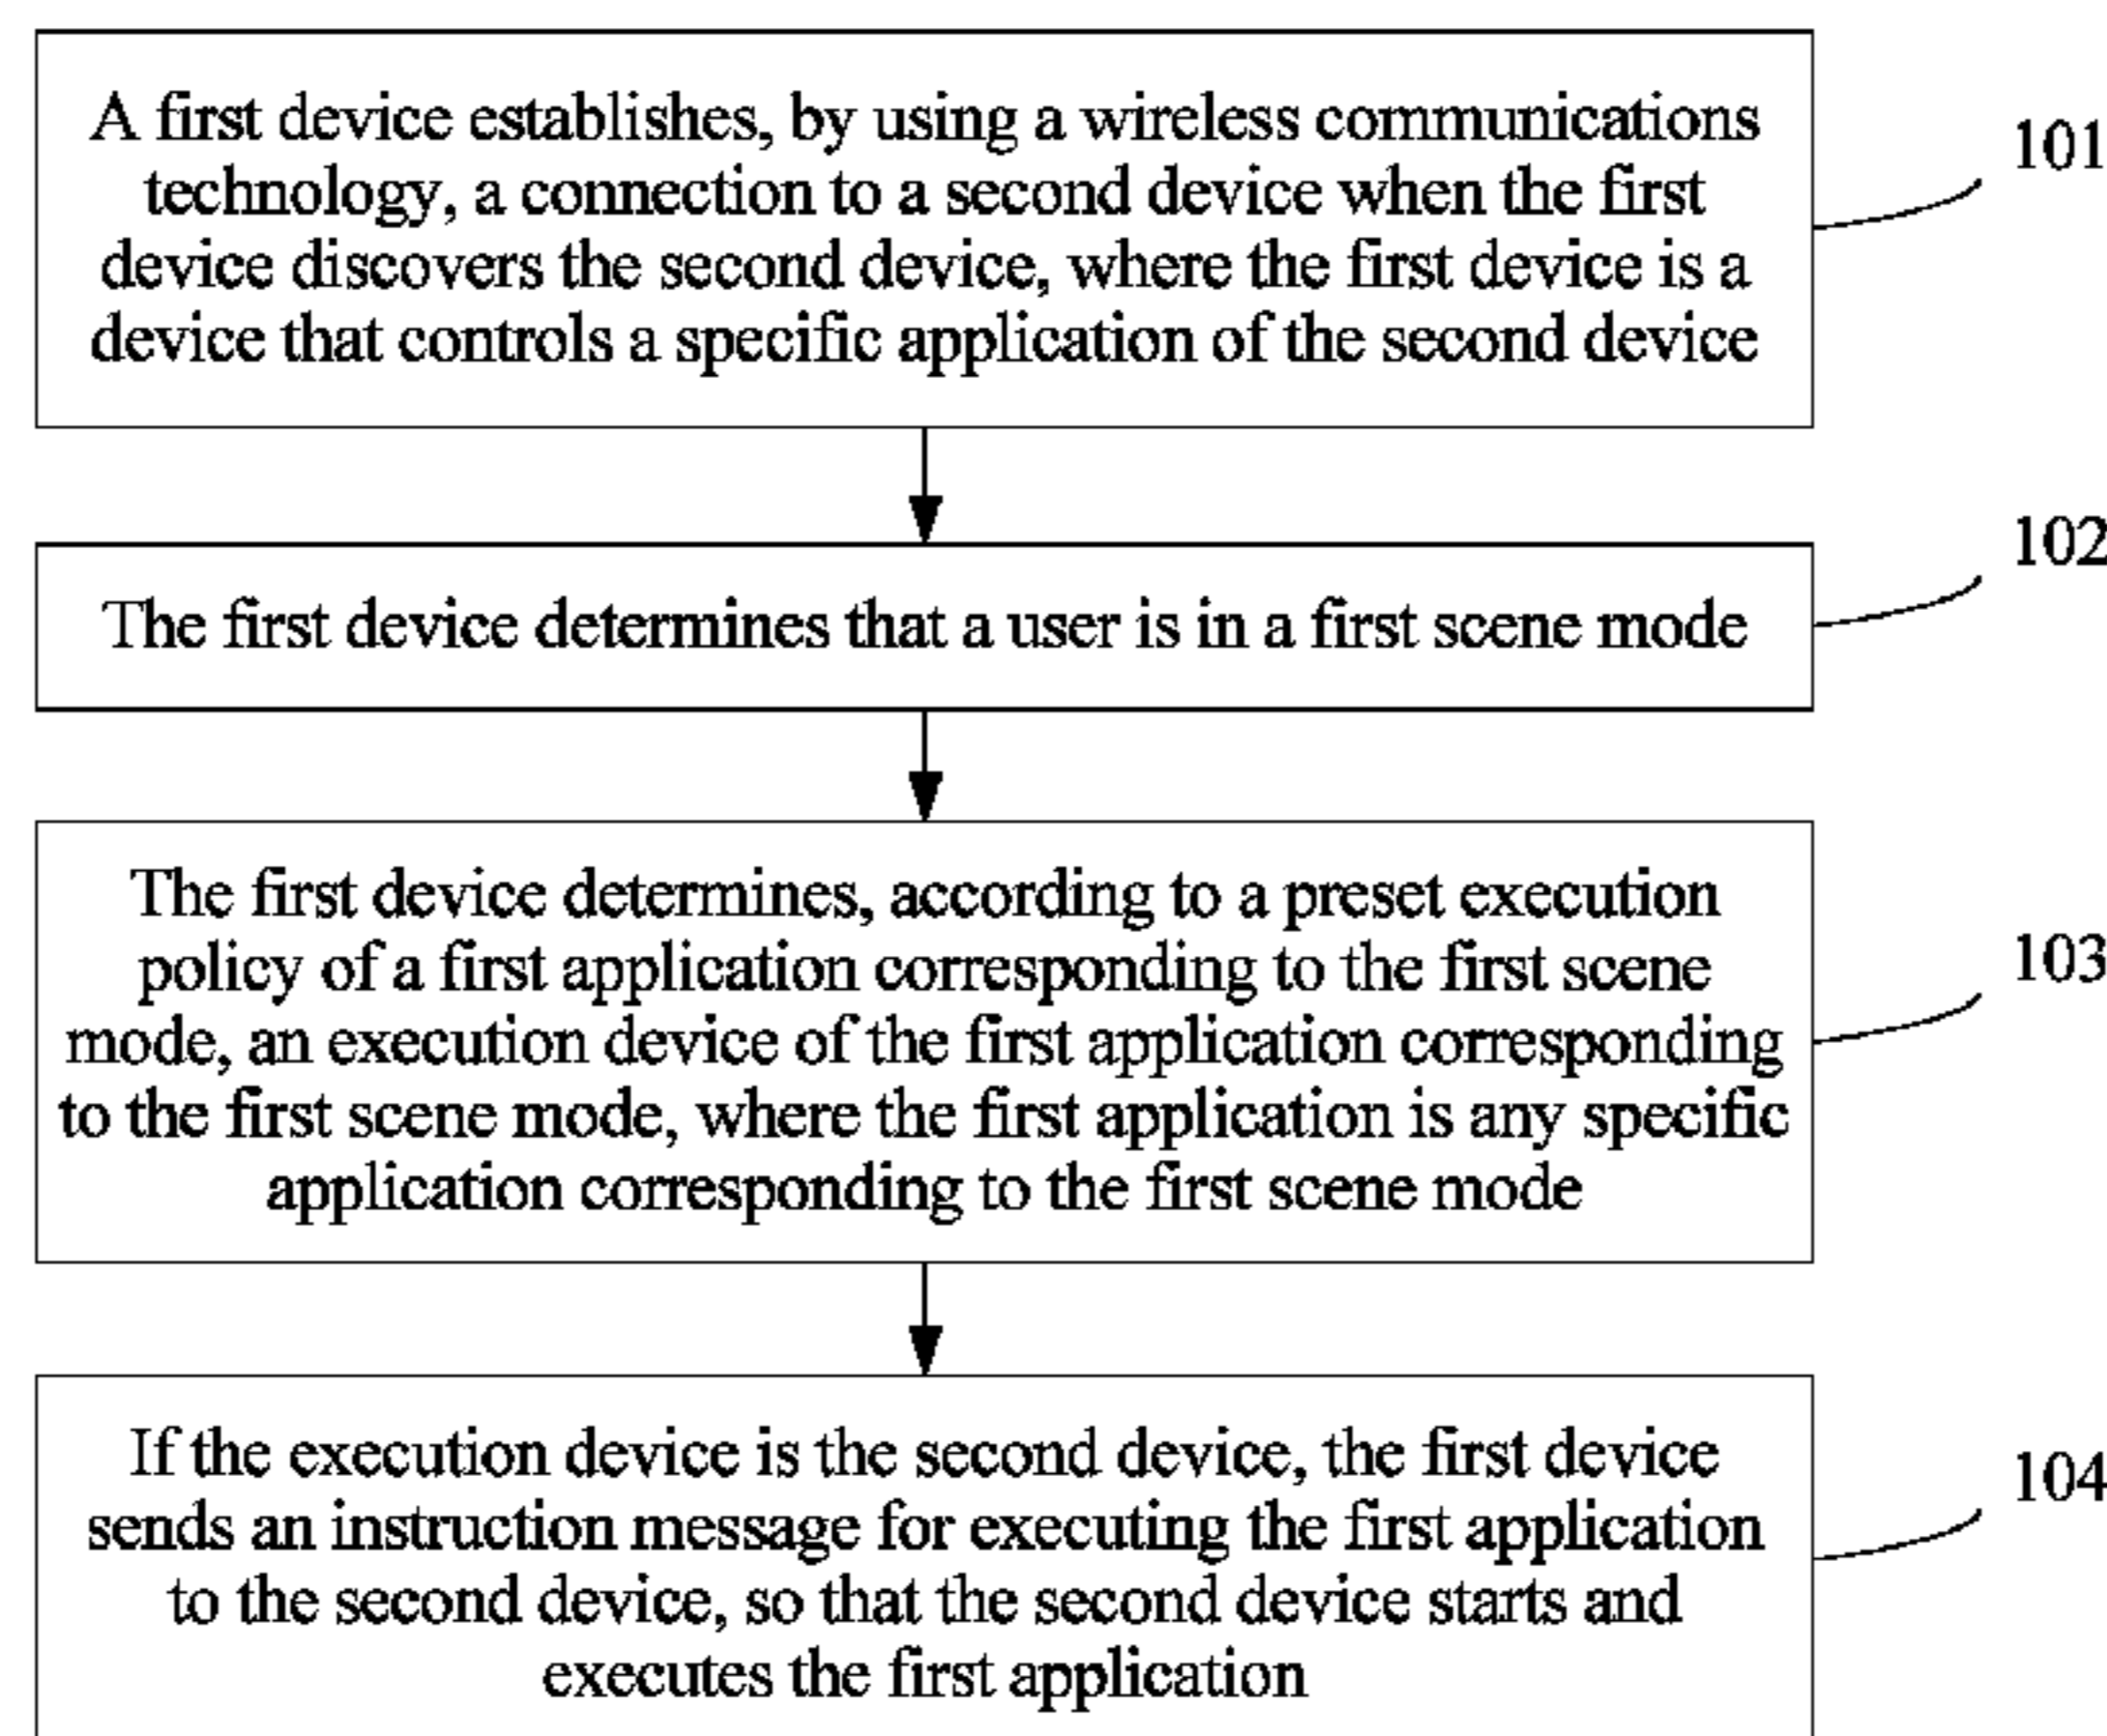 A first device establishes, by using a wireless communications
technology, a connection to a second device when the first
device discovers the second device, where the first device is a
device that controls a specific application of the second device
101
The first device determines that a user is in a first scene mode
102
The first device determines, according to a preset execution
policy of a first application corresponding to the first scene
mode, an execution device of the first application corresponding
to the first scene mode, where the first application is any specific
application corresponding to the first scene mode
103
If the execution device is the second device, the first device
sends an instruction message for executing the first application
to the second device, so that the second device starts and
executes the first application
104